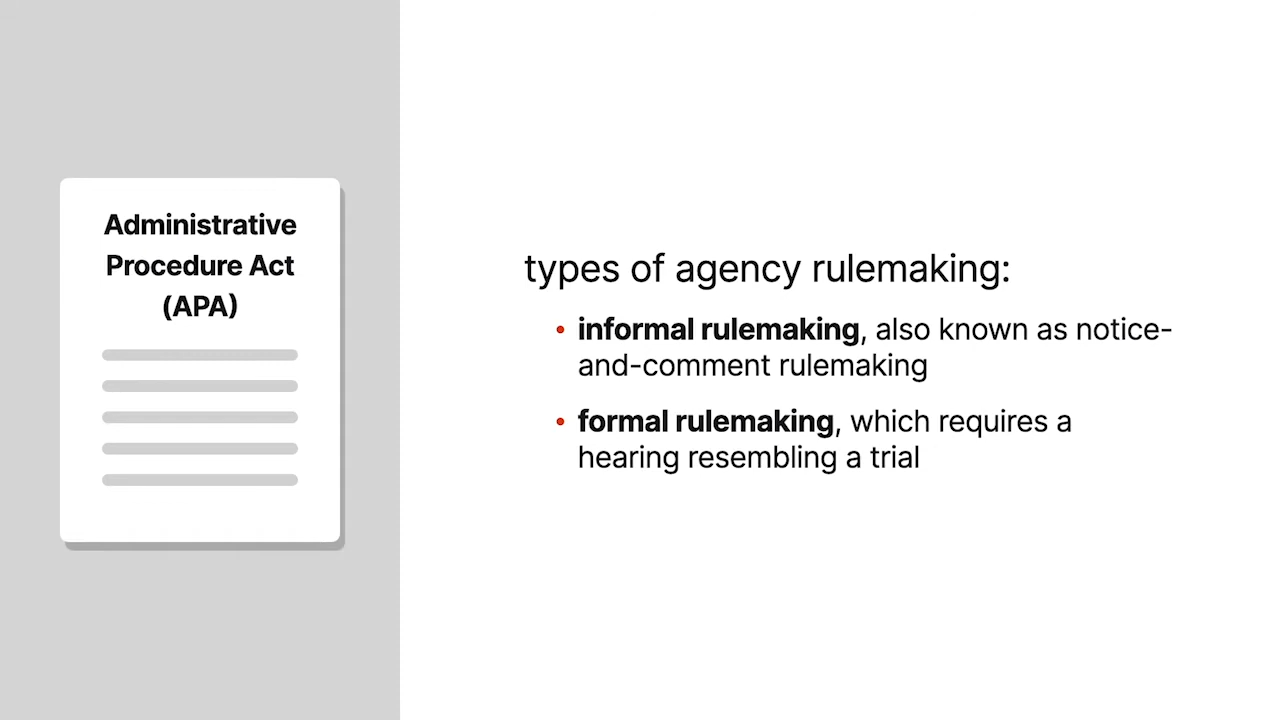 Administrative
Procedure Act
(APA)
types of agency rulemaking:
• informal rulemaking, also known as notice-
and-comment rulemaking
• formal rulemaking, which requires a
hearing resembling a trial